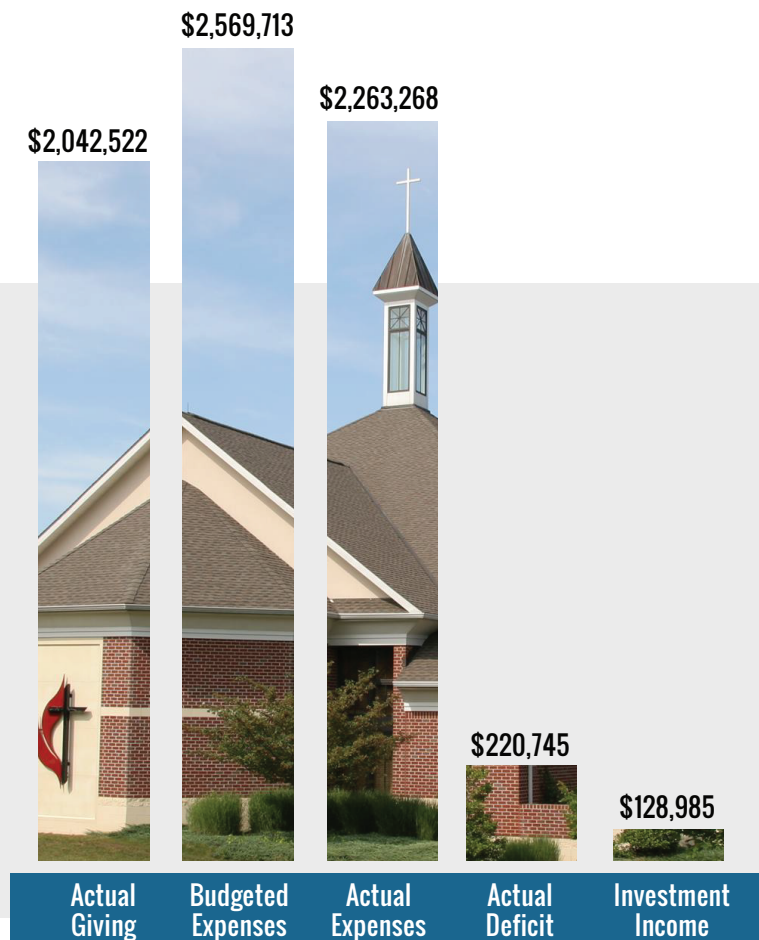 $2,569,713
$2,263,268
$2,042,522
$220,745
$128,985
Actual
Giving
Budgeted
Expenses
Actual
Expenses
Actual
Deficit
Investment
Income